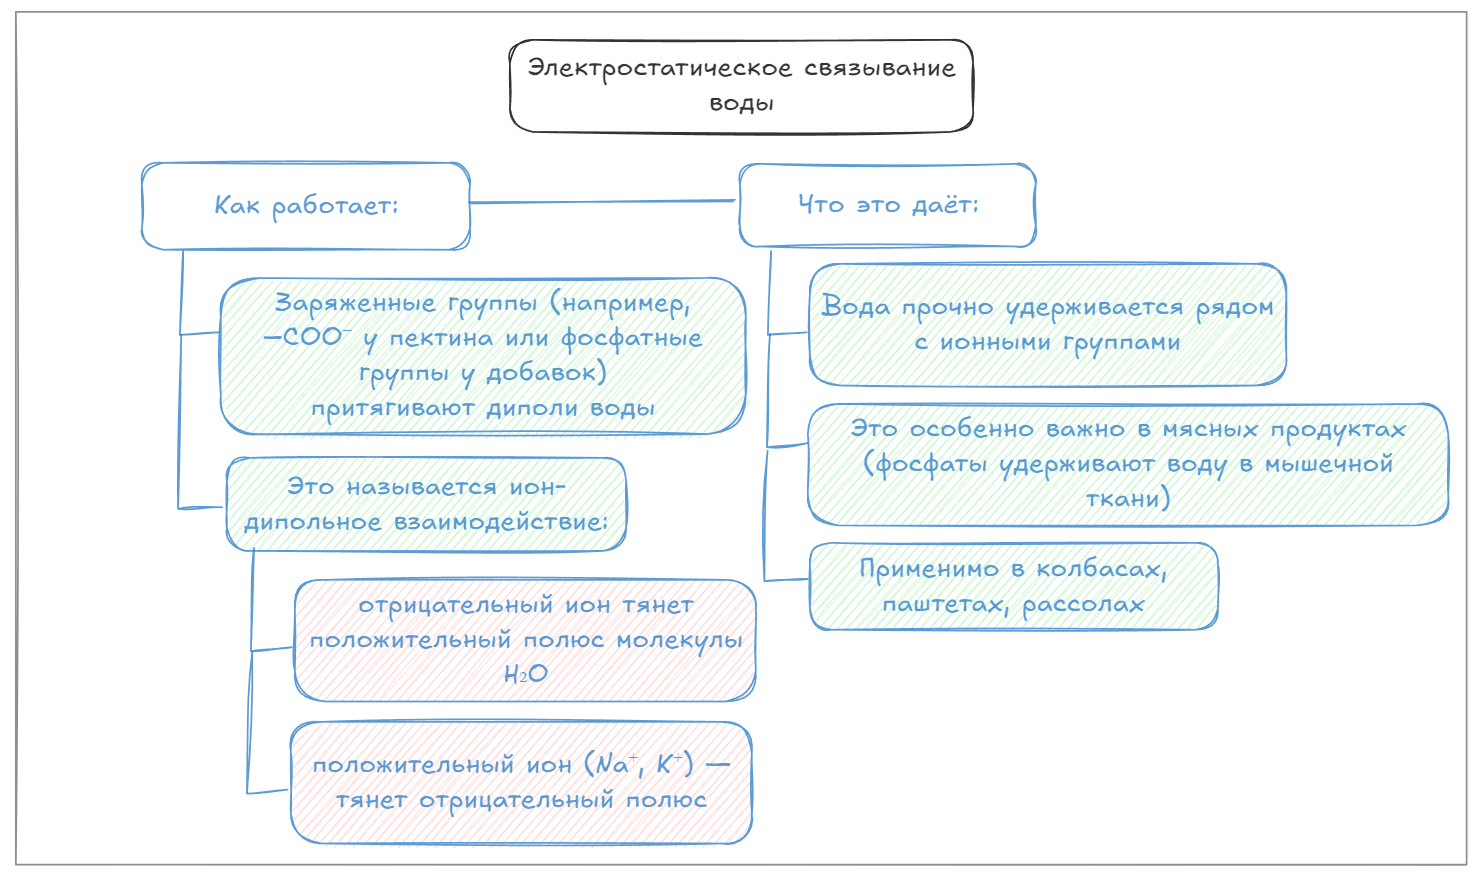 Электростатическое связывание
воды
Как работает:
Заряженные группы (например,
—COO⁻ у пектина или фосфатные
группы у добавок)
притягивают диполи воды
Это называется ион-
дипольное взаимодействие:
отрицательный ион тянет
положительный полюс молекулы
H₂O
положительный ион (Na⁺, K⁺) —
тянет отрицательный полюс
Что это даёт:
Вода прочно удерживается рядом
с ионными группами
Это особенно важно в мясных продуктах
(фосфаты удерживают воду в мышечной
ткани)
Применимо в колбасах,
паштетах, рассолах